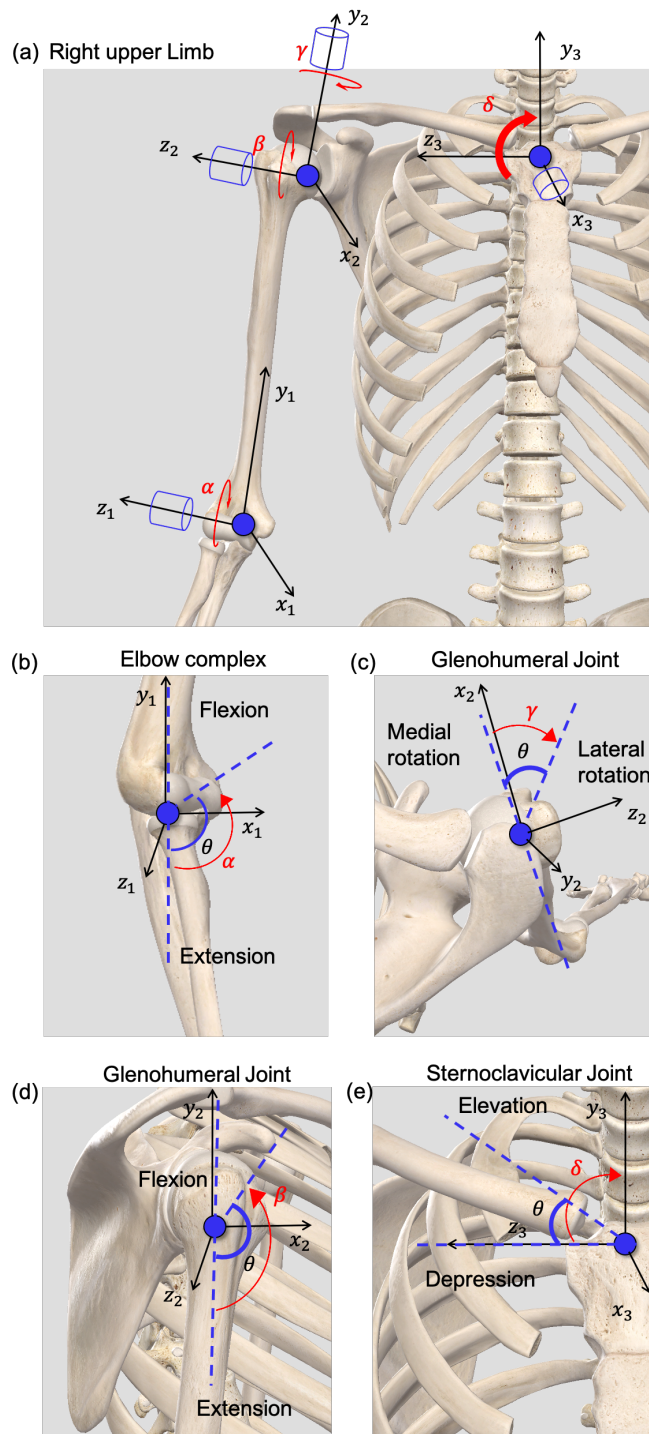 (a) Right upper Limb
y₂
γ
y₃
δ
z₂
β
z₃
x₃
x₂
y₁
α
z₁
x₁
(b) Elbow complex
y₁
Flexion
x₁
θ
α
z₁
Extension
(c) Glenohumeral Joint
x₂
γ
Medial rotation
θ
Lateral rotation
z₂
y₂
(d) Glenohumeral Joint
y₂
Flexion
β
x₂
θ
z₂
Extension
(e) Sternoclavicular Joint
Elevation
y₃
δ
θ
z₃
Depression
x₃